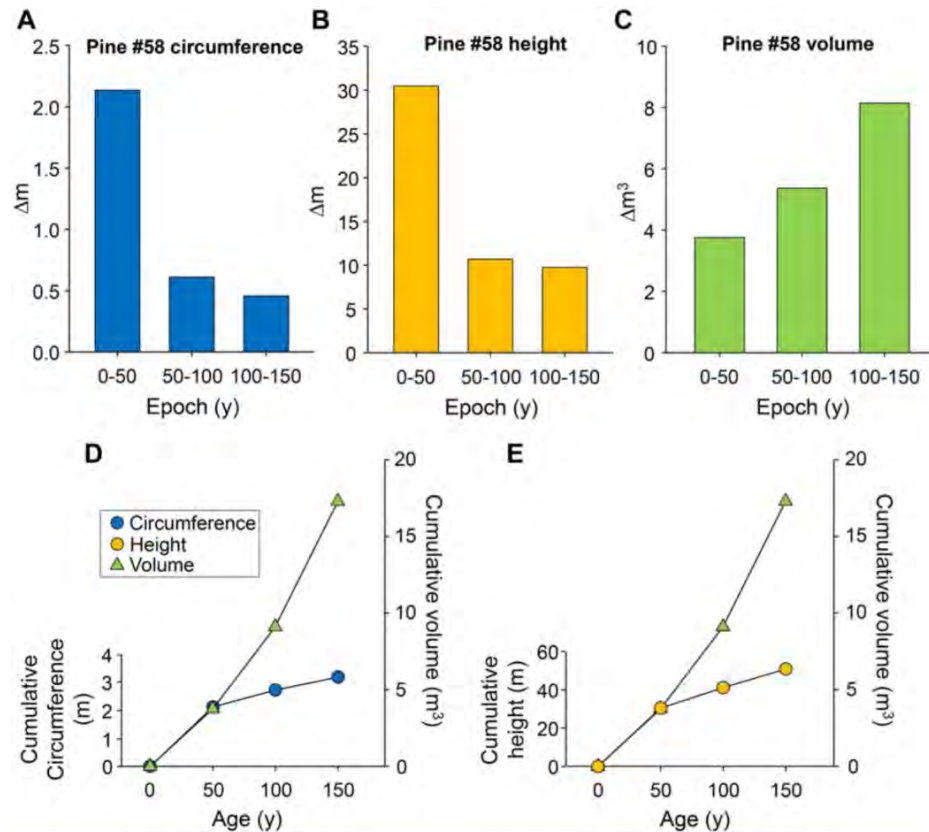 A
Pine #58 circumference
2.5
2.0
1.5
1.0
0.5
0.0
Δm
0-50
50-100
100-150
Epoch (y)
B
Pine #58 height
35
30
25
20
15
10
5
0
Δm
0-50
50-100
100-150
Epoch (y)
C
Pine #58 volume
10
8
6
4
2
0
Δm³
0-50
50-100
100-150
Epoch (y)
D
Circumference
Height
Volume
4
3
2
1
0
Cumulative
Circumference
(m)
20
15
10
5
0
Cumulative volume (m³)
0
50
100
150
Age (y)
E
60
40
20
0
Cumulative
height (m)
20
15
10
5
0
Cumulative volume (m³)
0
50
100
150
Age (y)